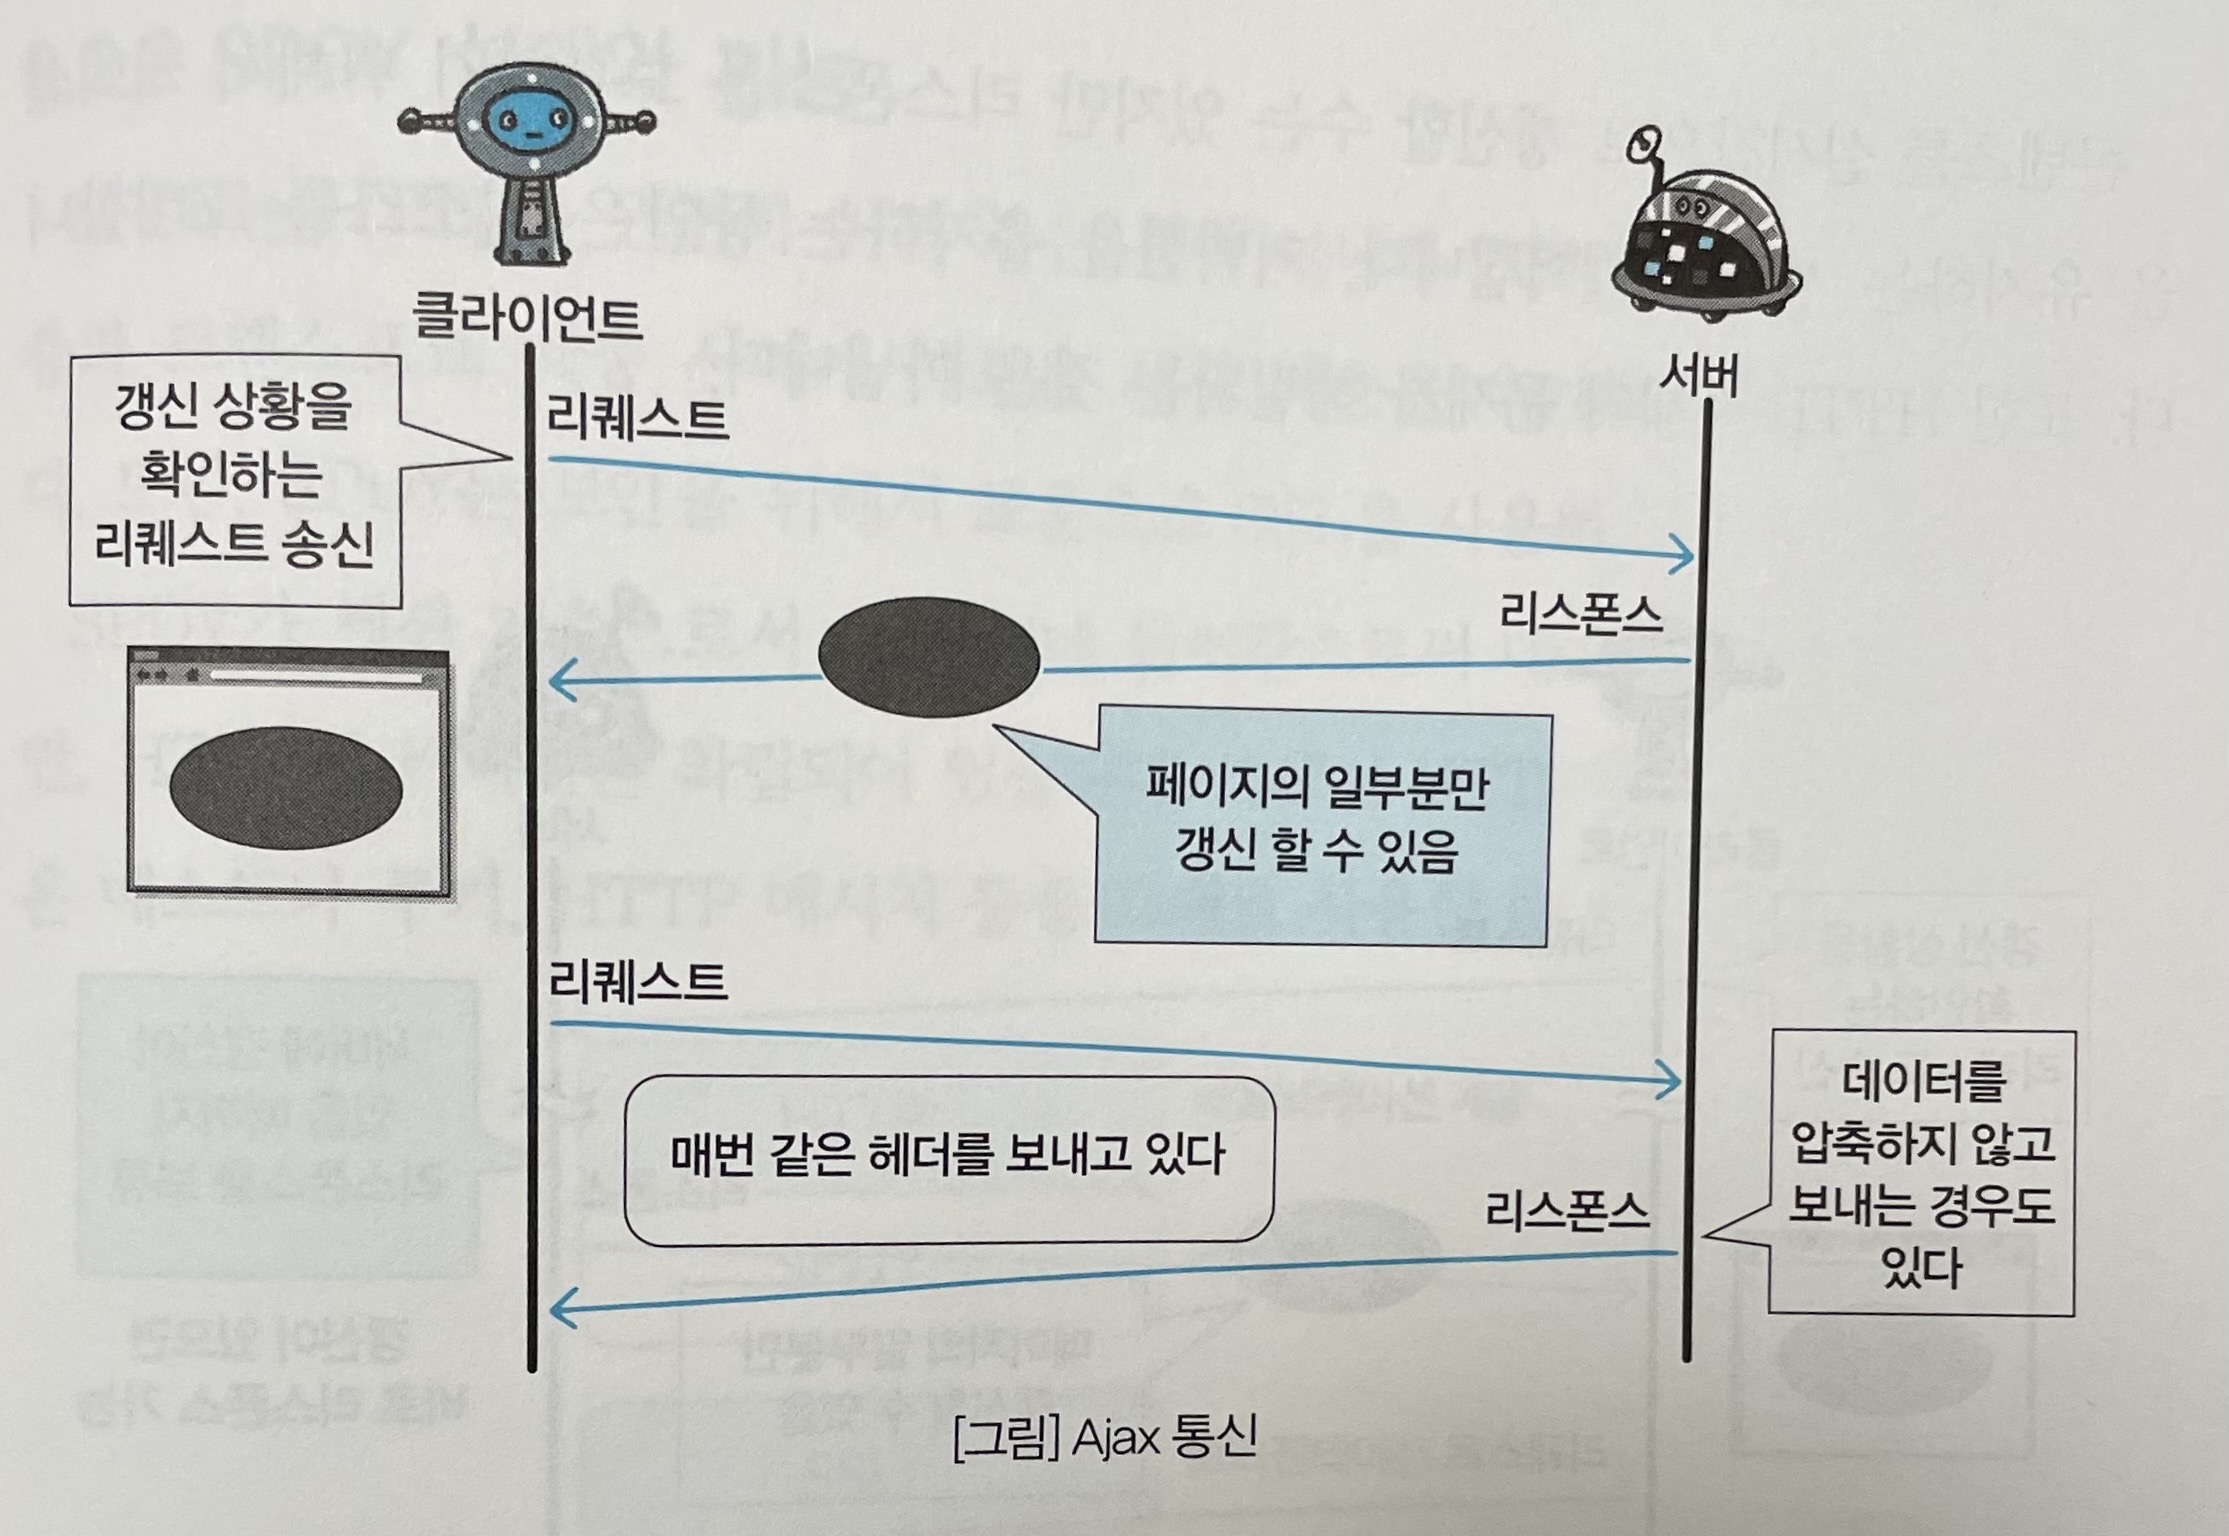 클라이언트
서버
갱신 상황을
확인하는
리퀘스트 송신
리퀘스트
리스폰스
페이지의 일부분만
갱신 할 수 있음
리퀘스트
매번 같은 헤더를 보내고 있다
리스폰스
데이터를
압축하지 않고
보내는 경우도
있다
[그림] Ajax 통신